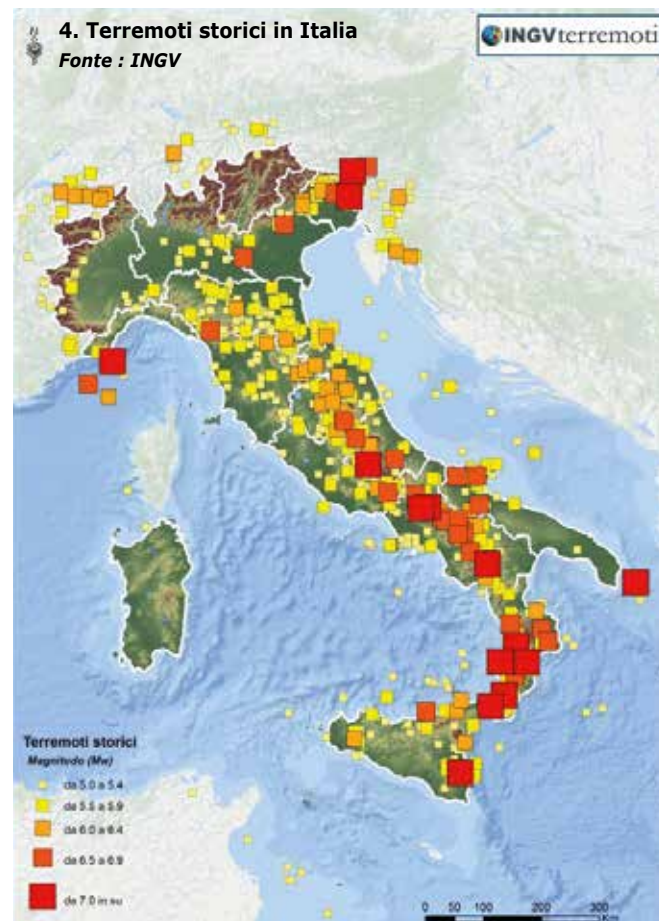 4. Terremoti storici in Italia
Fonte : INGV
INGVterremoti
Terremoti storici
Magnitudo (Mw)
da 5.0 a 5.4
da 5.5 a 5.9
da 6.0 a 6.4
da 6.5 a 6.9
da 7.0 in su
0 50 100 200 300